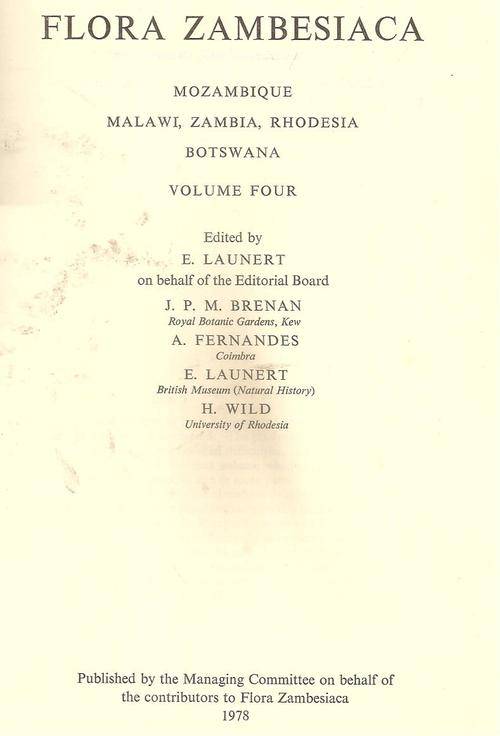 FLORA ZAMBESIACA
MOZAMBIQUE
MALAWI, ZAMBIA, RHODESIA
BOTSWANA
VOLUME FOUR
Edited by
E. LAUNERT
on behalf of the Editorial Board
J. P. M. BRENAN
Royal Botanic Gardens, Kew
A. FERNANDES
Coimbra
E. LAUNERT
British Museum (Natural History)
H. WILD
University of Rhodesia
Published by the Managing Committee on behalf of
the contributors to Flora Zambesiaca
1978